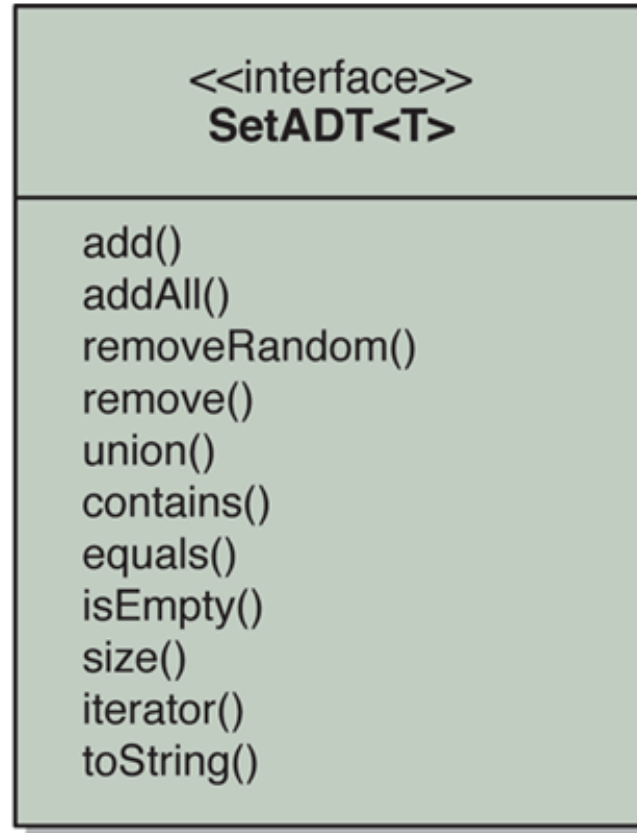 <<interface>>
SetADT<T>
add()
addAll()
removeRandom()
remove()
union()
contains()
equals()
isEmpty()
size()
iterator()
toString()